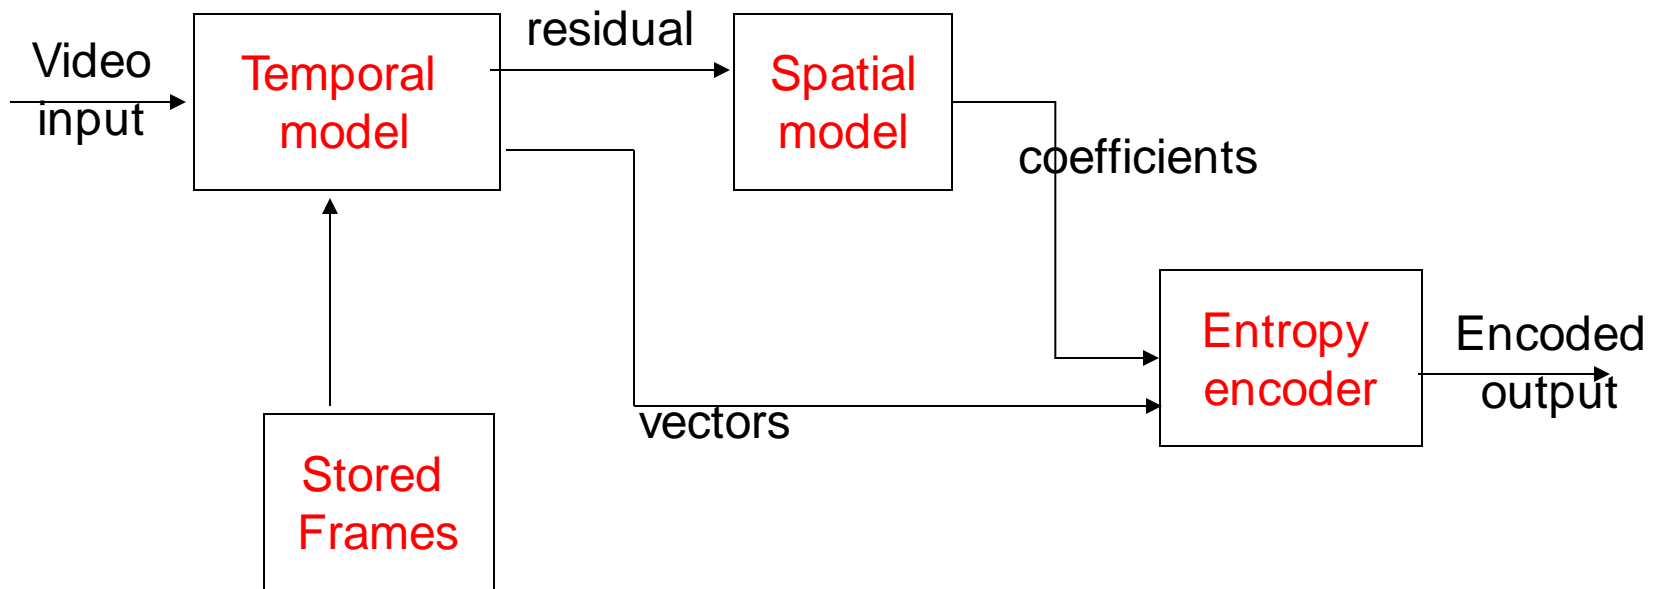 Video
input
Temporal
model
residual
Spatial
model
coefficients
Entropy
encoder
Encoded
output
vectors
Stored
Frames